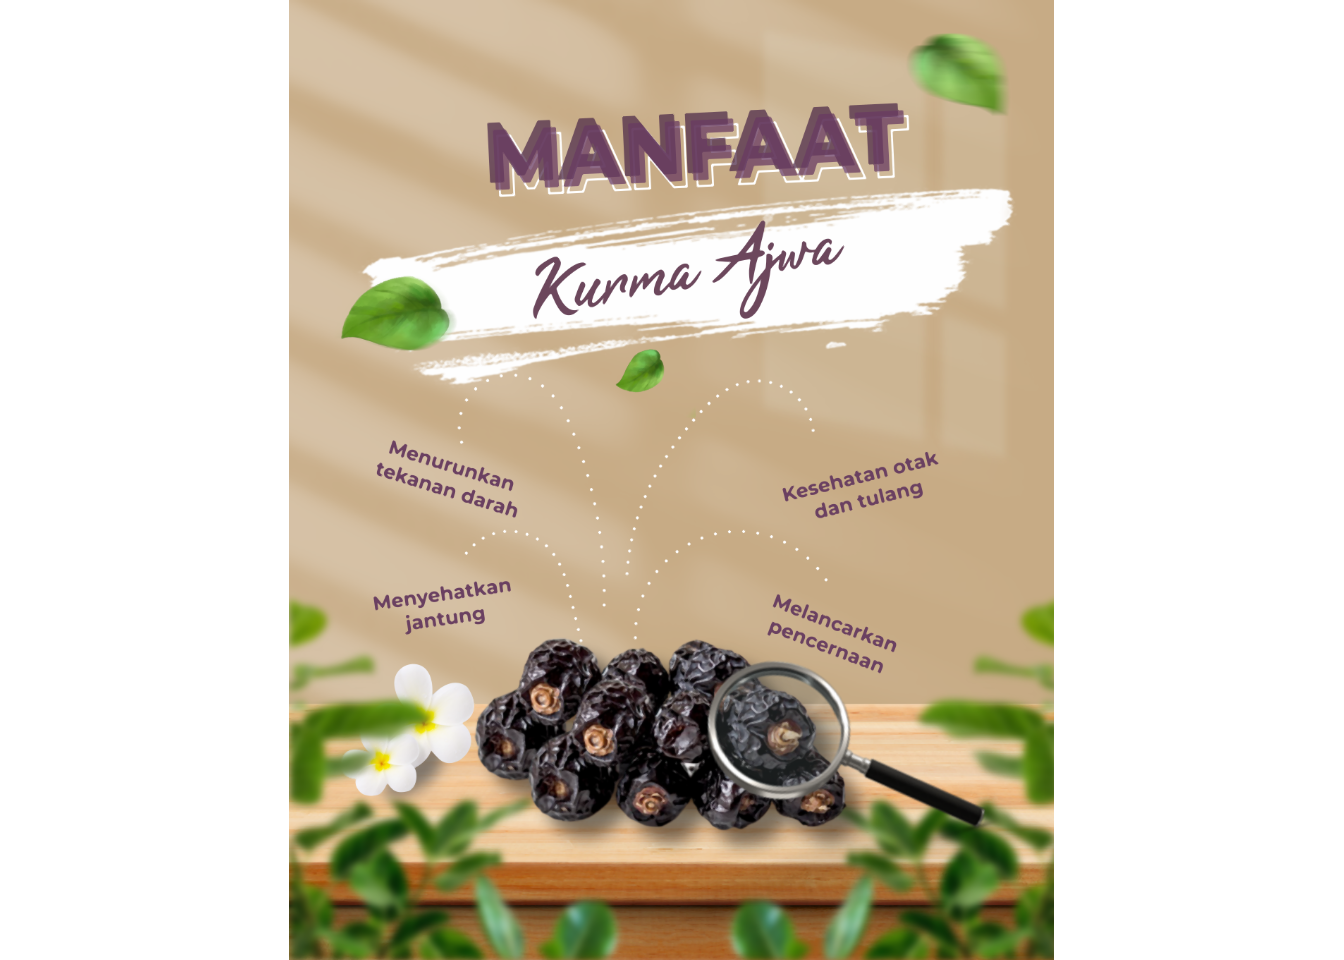 MANFAAT
Kurma Ajwa
Menurunkan
tekanan darah
Kesehatan otak
dan tulang
Menyehatkan
jantung
Melancarkan
pencernaan